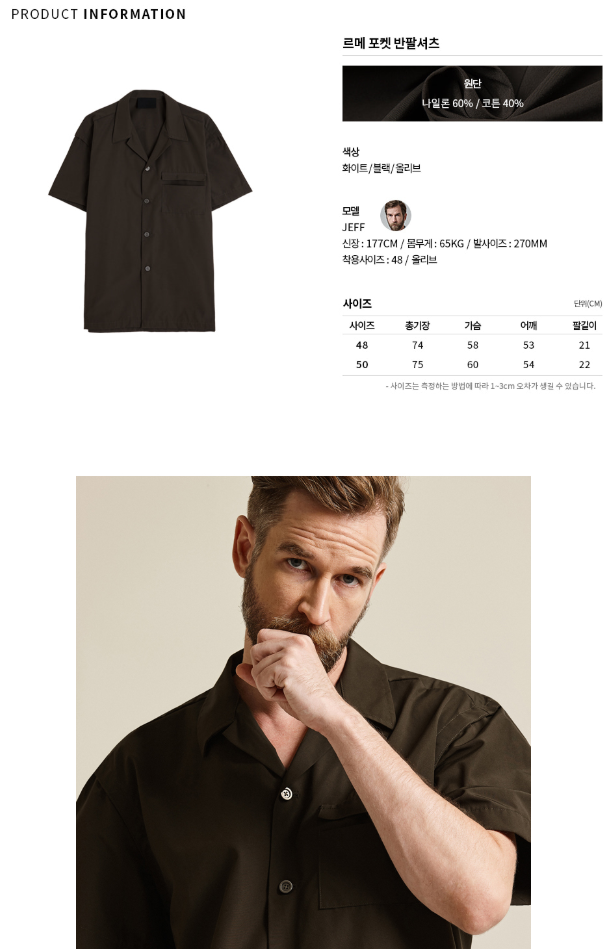 PRODUCT INFORMATION
르메 포켓 반팔셔츠
원단
나일론 60% / 코튼 40%
색상
화이트/블랙/올리브
모델
JEFF
신장 : 177CM / 몸무게 : 65KG / 발사이즈 : 270MM
착용사이즈 : 48 / 올리브
사이즈 단위(CM)
사이즈 총기장 가슴 어깨 팔길이
48 74 58 53 21
50 75 60 54 22
- 사이즈는 측정하는 방법에 따라 1~3cm 오차가 생길 수 있습니다.